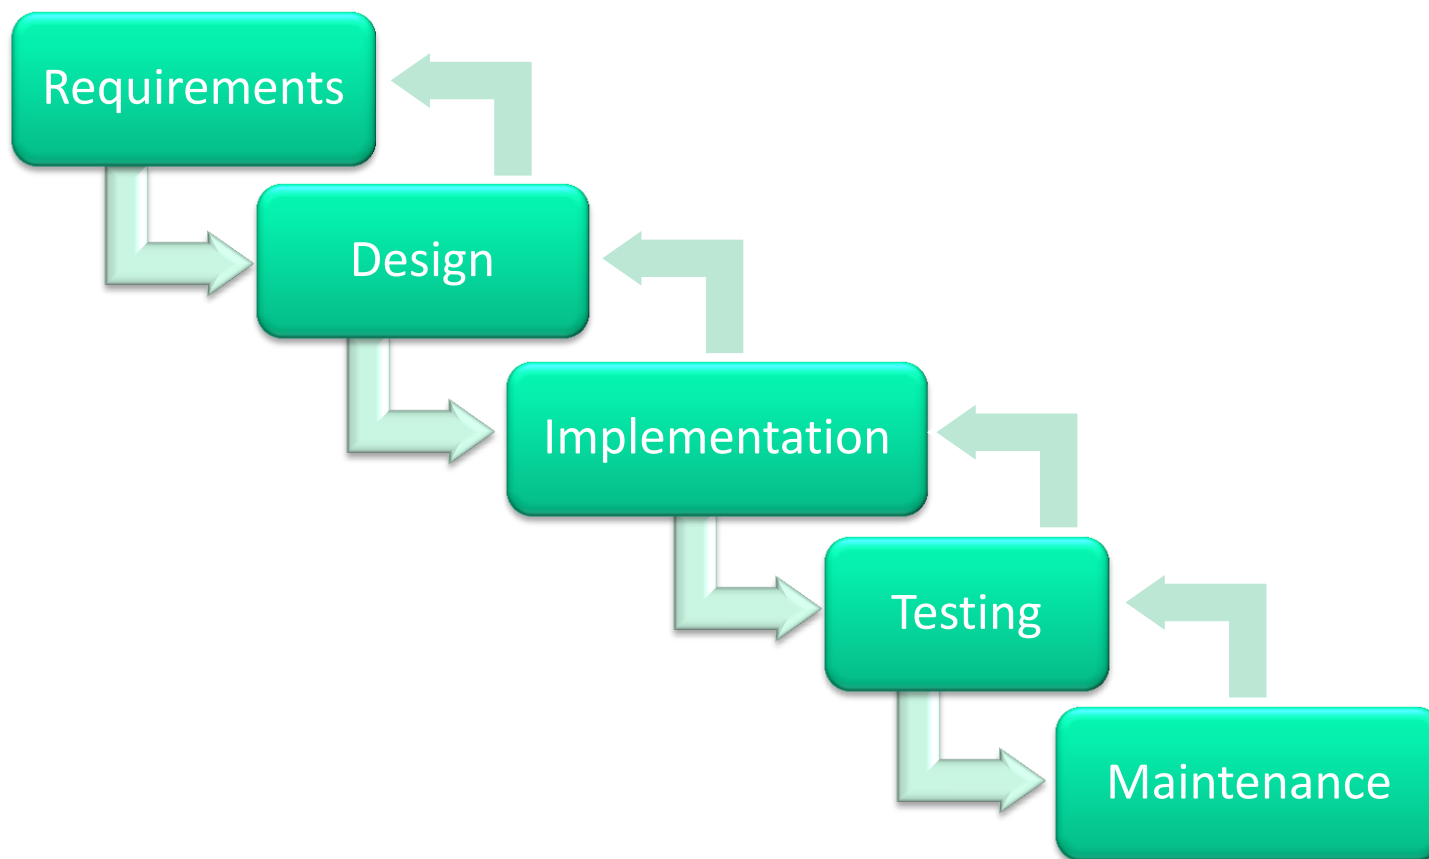 Requirements
Design
Implementation
Testing
Maintenance